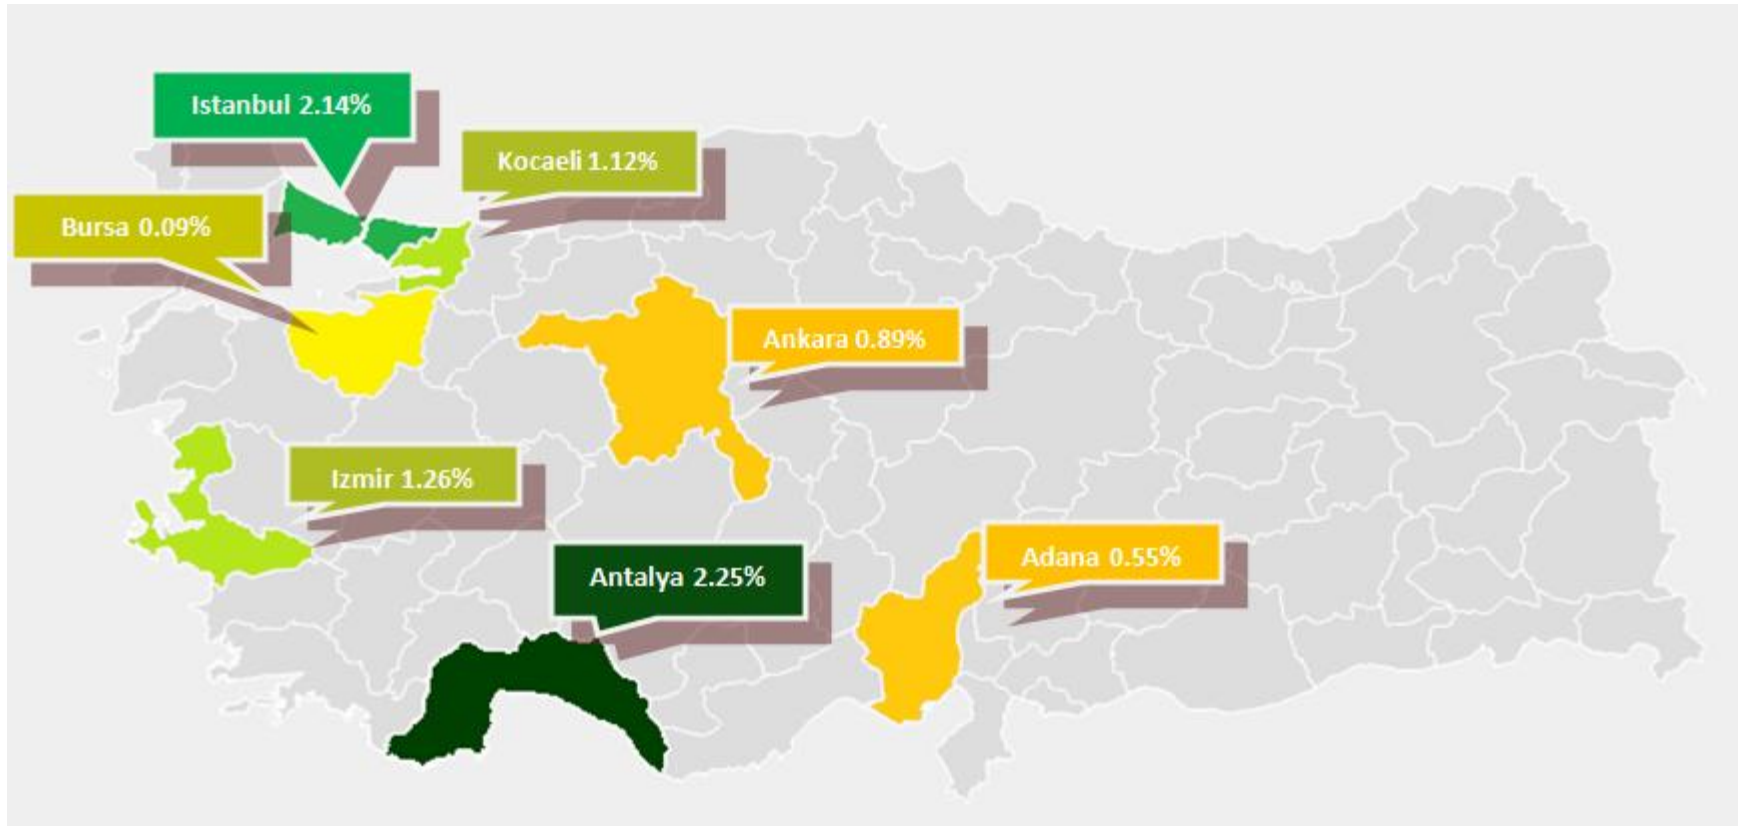 Istanbul 2.14%
Kocaeli 1.12%
Bursa 0.09%
Ankara 0.89%
Izmir 1.26%
Antalya 2.25%
Adana 0.55%